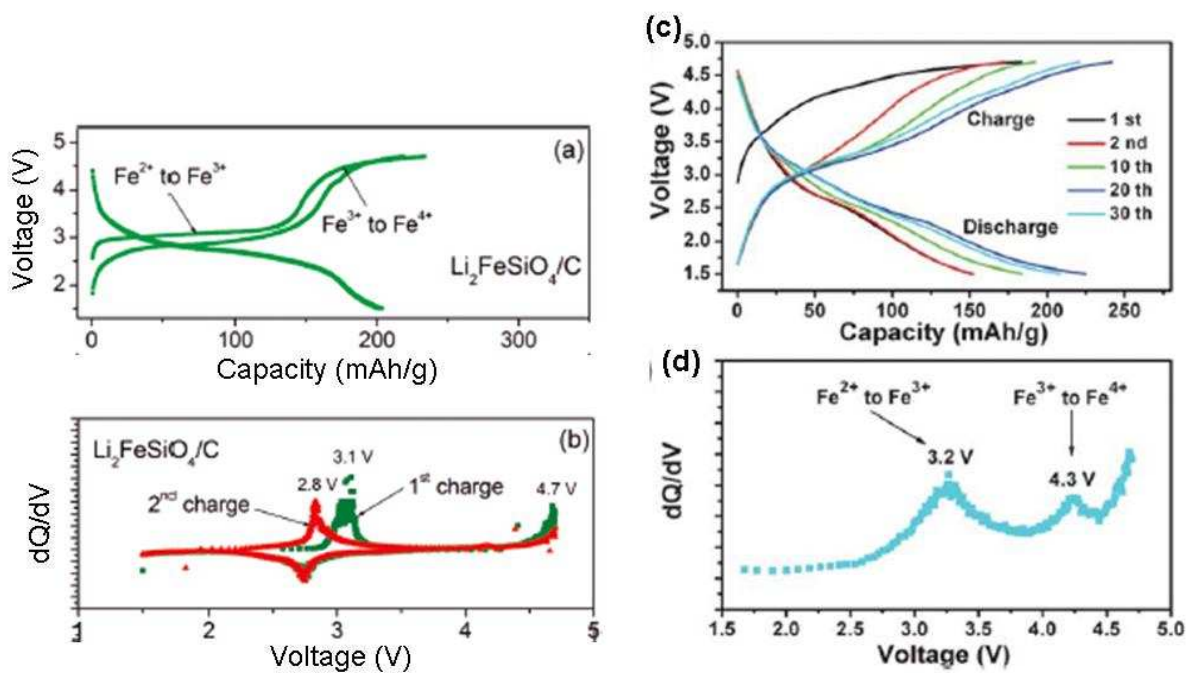 (a)
Voltage (V)
5
4
3
2
Fe²⁺ to Fe³⁺
Fe³⁺ to Fe⁴⁺
Li₂FeSiO₄/C
0
100
200
300
Capacity (mAh/g)
(b)
Li₂FeSiO₄/C
dQ/dV
3.1 V
2.8 V
4.7 V
2ⁿᵈ charge
1ˢᵗ charge
1
2
3
4
5
Voltage (V)
(c)
Voltage (V)
5.0
4.5
4.0
3.5
3.0
2.5
2.0
1.5
Charge
Discharge
1 st
2 nd
10 th
20 th
30 th
0
50
100
150
200
250
Capacity (mAh/g)
(d)
dQ/dV
Fe²⁺ to Fe³⁺
Fe³⁺ to Fe⁴⁺
3.2 V
4.3 V
1.5
2.0
2.5
3.0
3.5
4.0
4.5
5.0
Voltage (V)